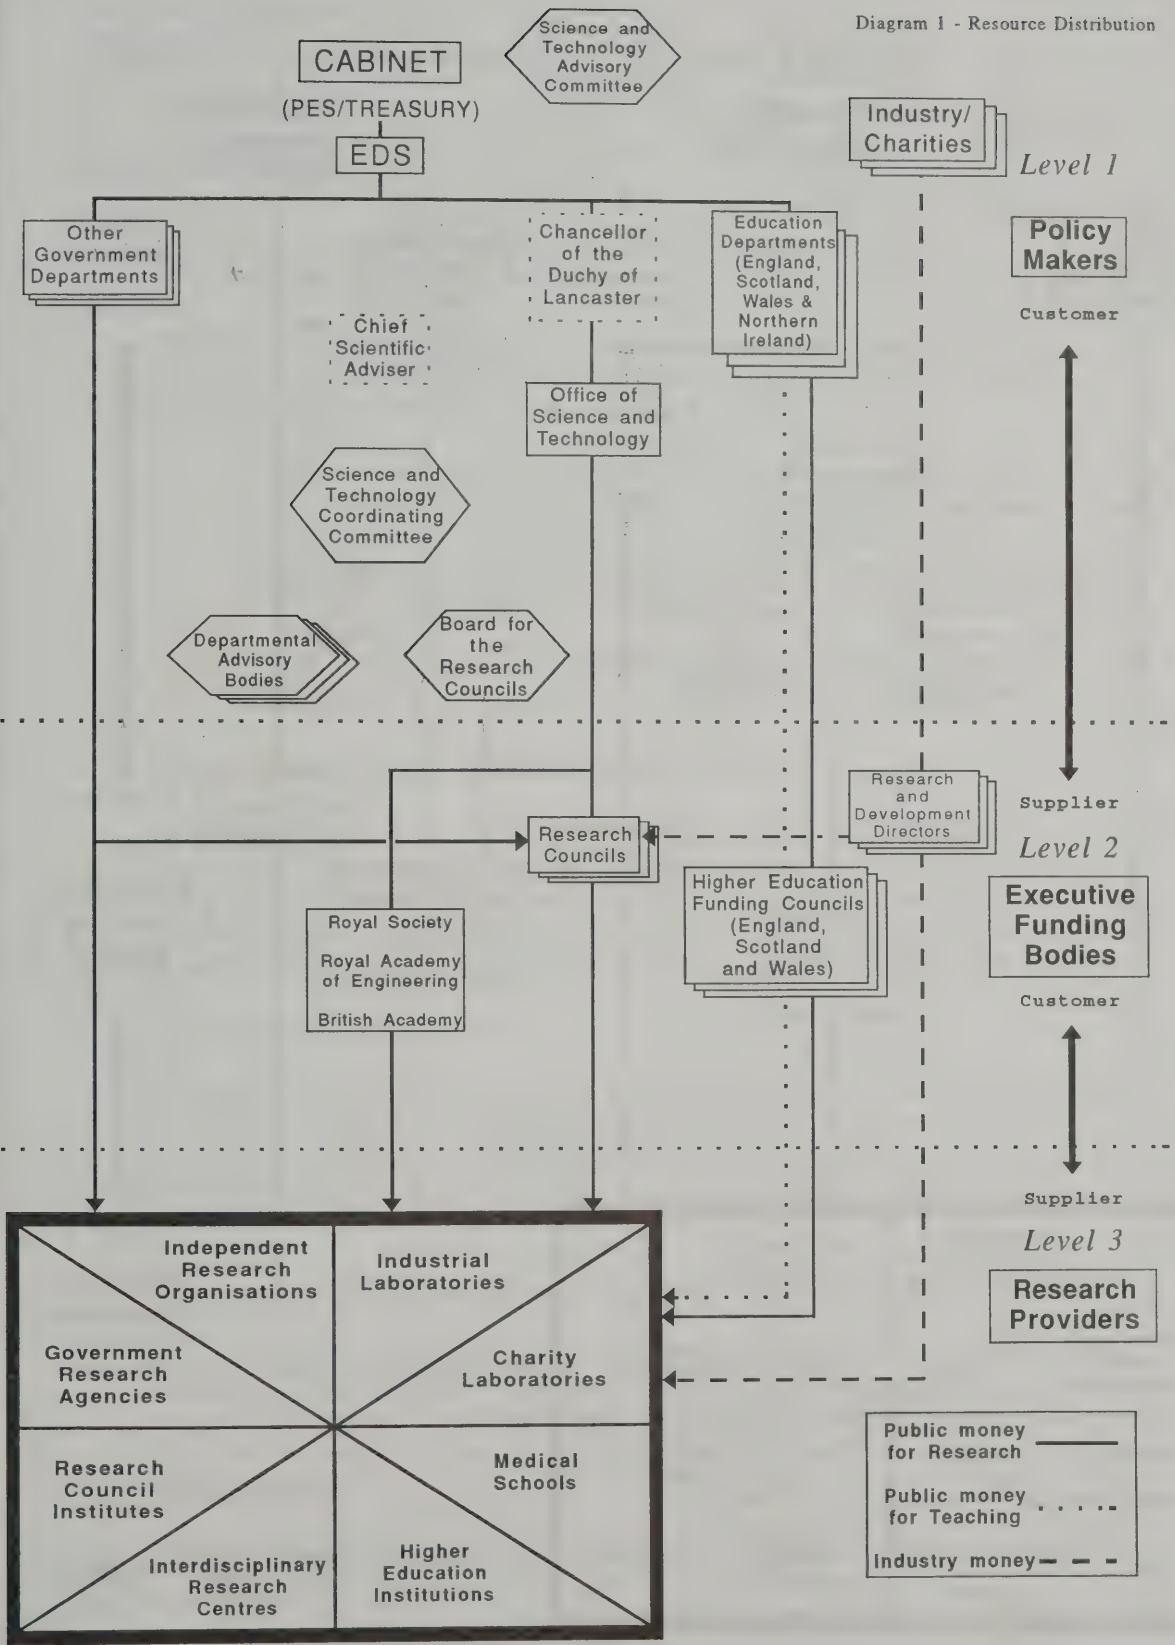 Diagram 1 - Resource Distribution
CABINET
(PES/TREASURY)
EDS
Science and
Technology
Advisory
Committee
Industry/
Charities
Level 1
Other
Government
Departments
Chancellor
of the
Duchy of
Lancaster
Education
Departments
(England,
Scotland,
Wales &
Northern
Ireland)
Policy
Makers
Customer
Chief
Scientific
Adviser
Office of
Science and
Technology
Science and
Technology
Coordinating
Committee
Departmental
Advisory
Bodies
Board for
the
Research
Councils
Research
and
Development
Directors
Supplier
Level 2
Research
Councils
Higher Education
Funding Councils
(England,
Scotland
and Wales)
Executive
Funding
Bodies
Royal Society
Royal Academy
of Engineering
British Academy
Customer
Supplier
Level 3
Research
Providers
Independent
Research
Organisations
Industrial
Laboratories
Government
Research
Agencies
Charity
Laboratories
Research
Council
Institutes
Medical
Schools
Interdisciplinary
Research
Centres
Higher
Education
Institutions
Public money
for Research
Public money
for Teaching
Industry money